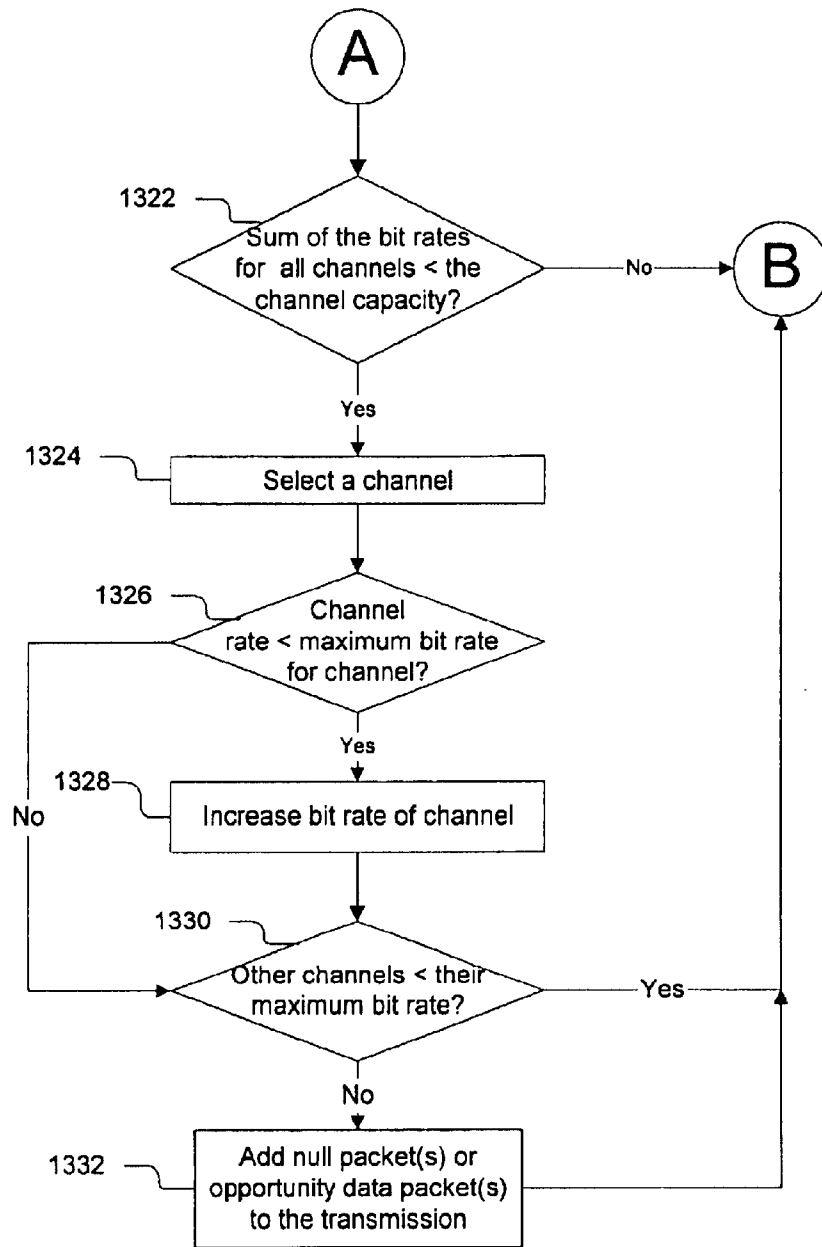 A
1322
Sum of the bit rates
for all channels < the
channel capacity?
No
B
Yes
1324
Select a channel
1326
Channel
rate < maximum bit rate
for channel?
Yes
1328
Increase bit rate of channel
No
1330
Other channels < their
maximum bit rate?
Yes
No
1332
Add null packet(s) or
opportunity data packet(s)
to the transmission